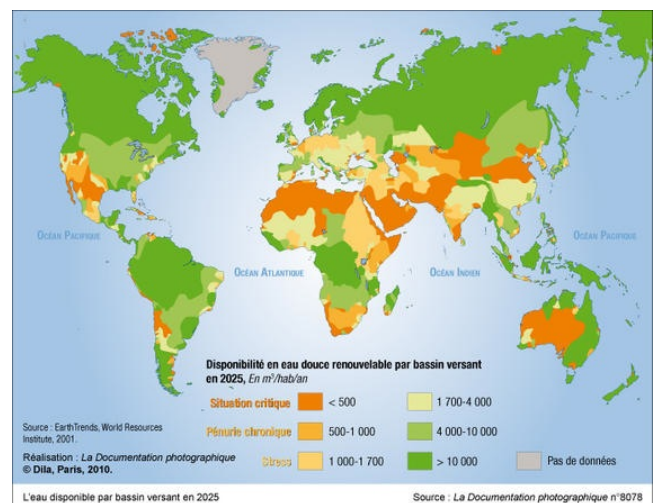 OCÉAN PACIFIQUE
OCÉAN ATLANTIQUE
OCÉAN INDIEN
OCÉAN PACIFIQUE
Disponibilité en eau douce renouvelable par bassin versant
en 2025, En m³/hab/an
Situation critique < 500 1 700-4 000
Pénurie chronique 500-1 000 4 000-10 000
Stress 1 000-1 700 > 10 000 Pas de données
Source : EarthTrends, World Resources
Institute, 2001.
Réalisation : La Documentation photographique
© Dila, Paris, 2010.
L'eau disponible par bassin versant en 2025
Source : La Documentation photographique n°8078